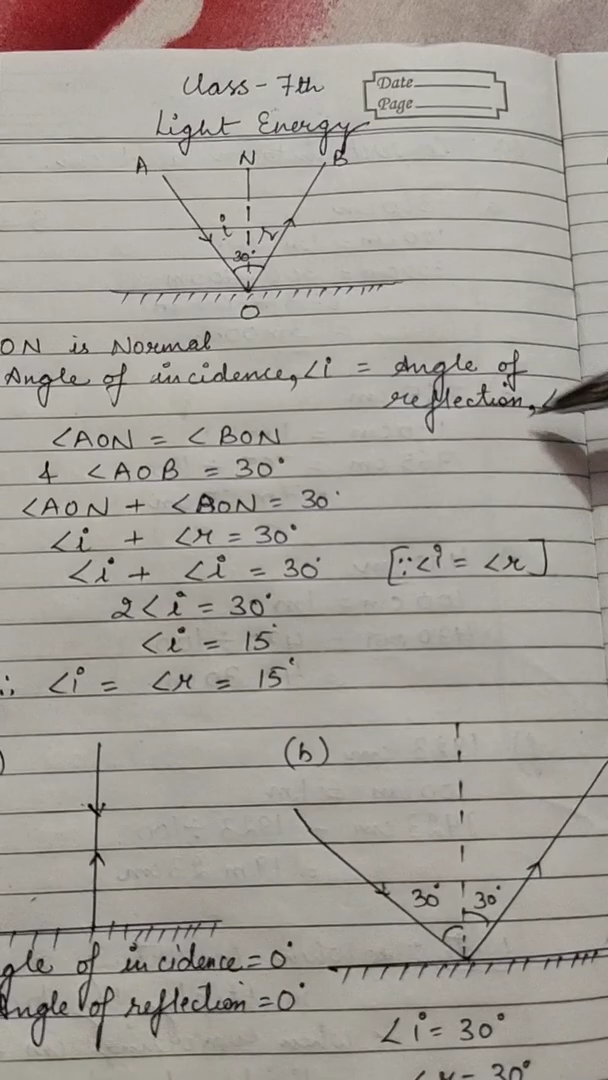 Class - 7th
Date
Page
Light Energy
A N B
i r
30°
O
ON is Normal
Angle of incidence, ∠i = Angle of
reflection, ∠
∠AON = ∠BON
& ∠AOB = 30°
∠AON + ∠BON = 30°
∠i + ∠r = 30°
∠i + ∠i = 30° [∵∠i = ∠r]
2∠i = 30°
∠i = 15°
∴ ∠i = ∠r = 15°
) (b)
30° 30°
gle of incidence = 0°
Angle of reflection = 0°
∠i = 30°
∠r = 30°